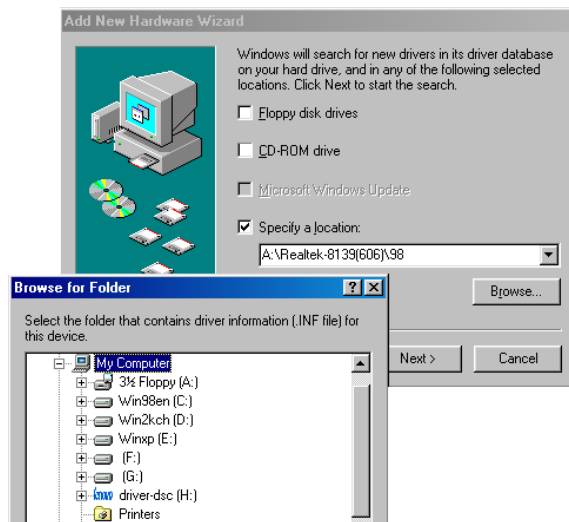 Add New Hardware Wizard
Windows will search for new drivers in its driver database
on your hard drive, and in any of the following selected
locations. Click Next to start the search.
Floppy disk drives
CD-ROM drive
Microsoft Windows Update
Specify a location:
A:\Realtek-8139(606)\98
Browse...
Next >
Cancel
Browse for Folder
Select the folder that contains driver information (.INF file) for
this device.
My Computer
3½ Floppy (A:)
Win98en (C:)
Win2kch (D:)
Winxp (E:)
(F:)
(G:)
driver-dsc (H:)
Printers